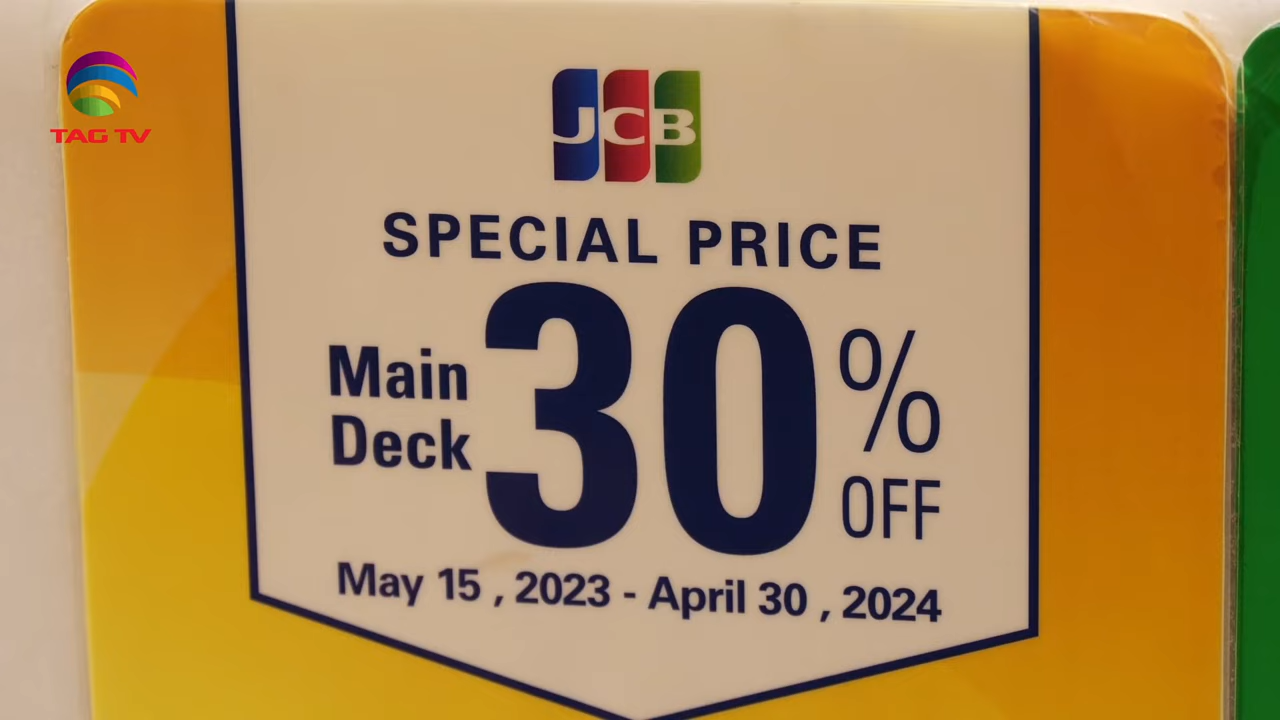 TAG TV
JCB
SPECIAL PRICE
Main
Deck
30%
OFF
May 15 , 2023 - April 30 , 2024